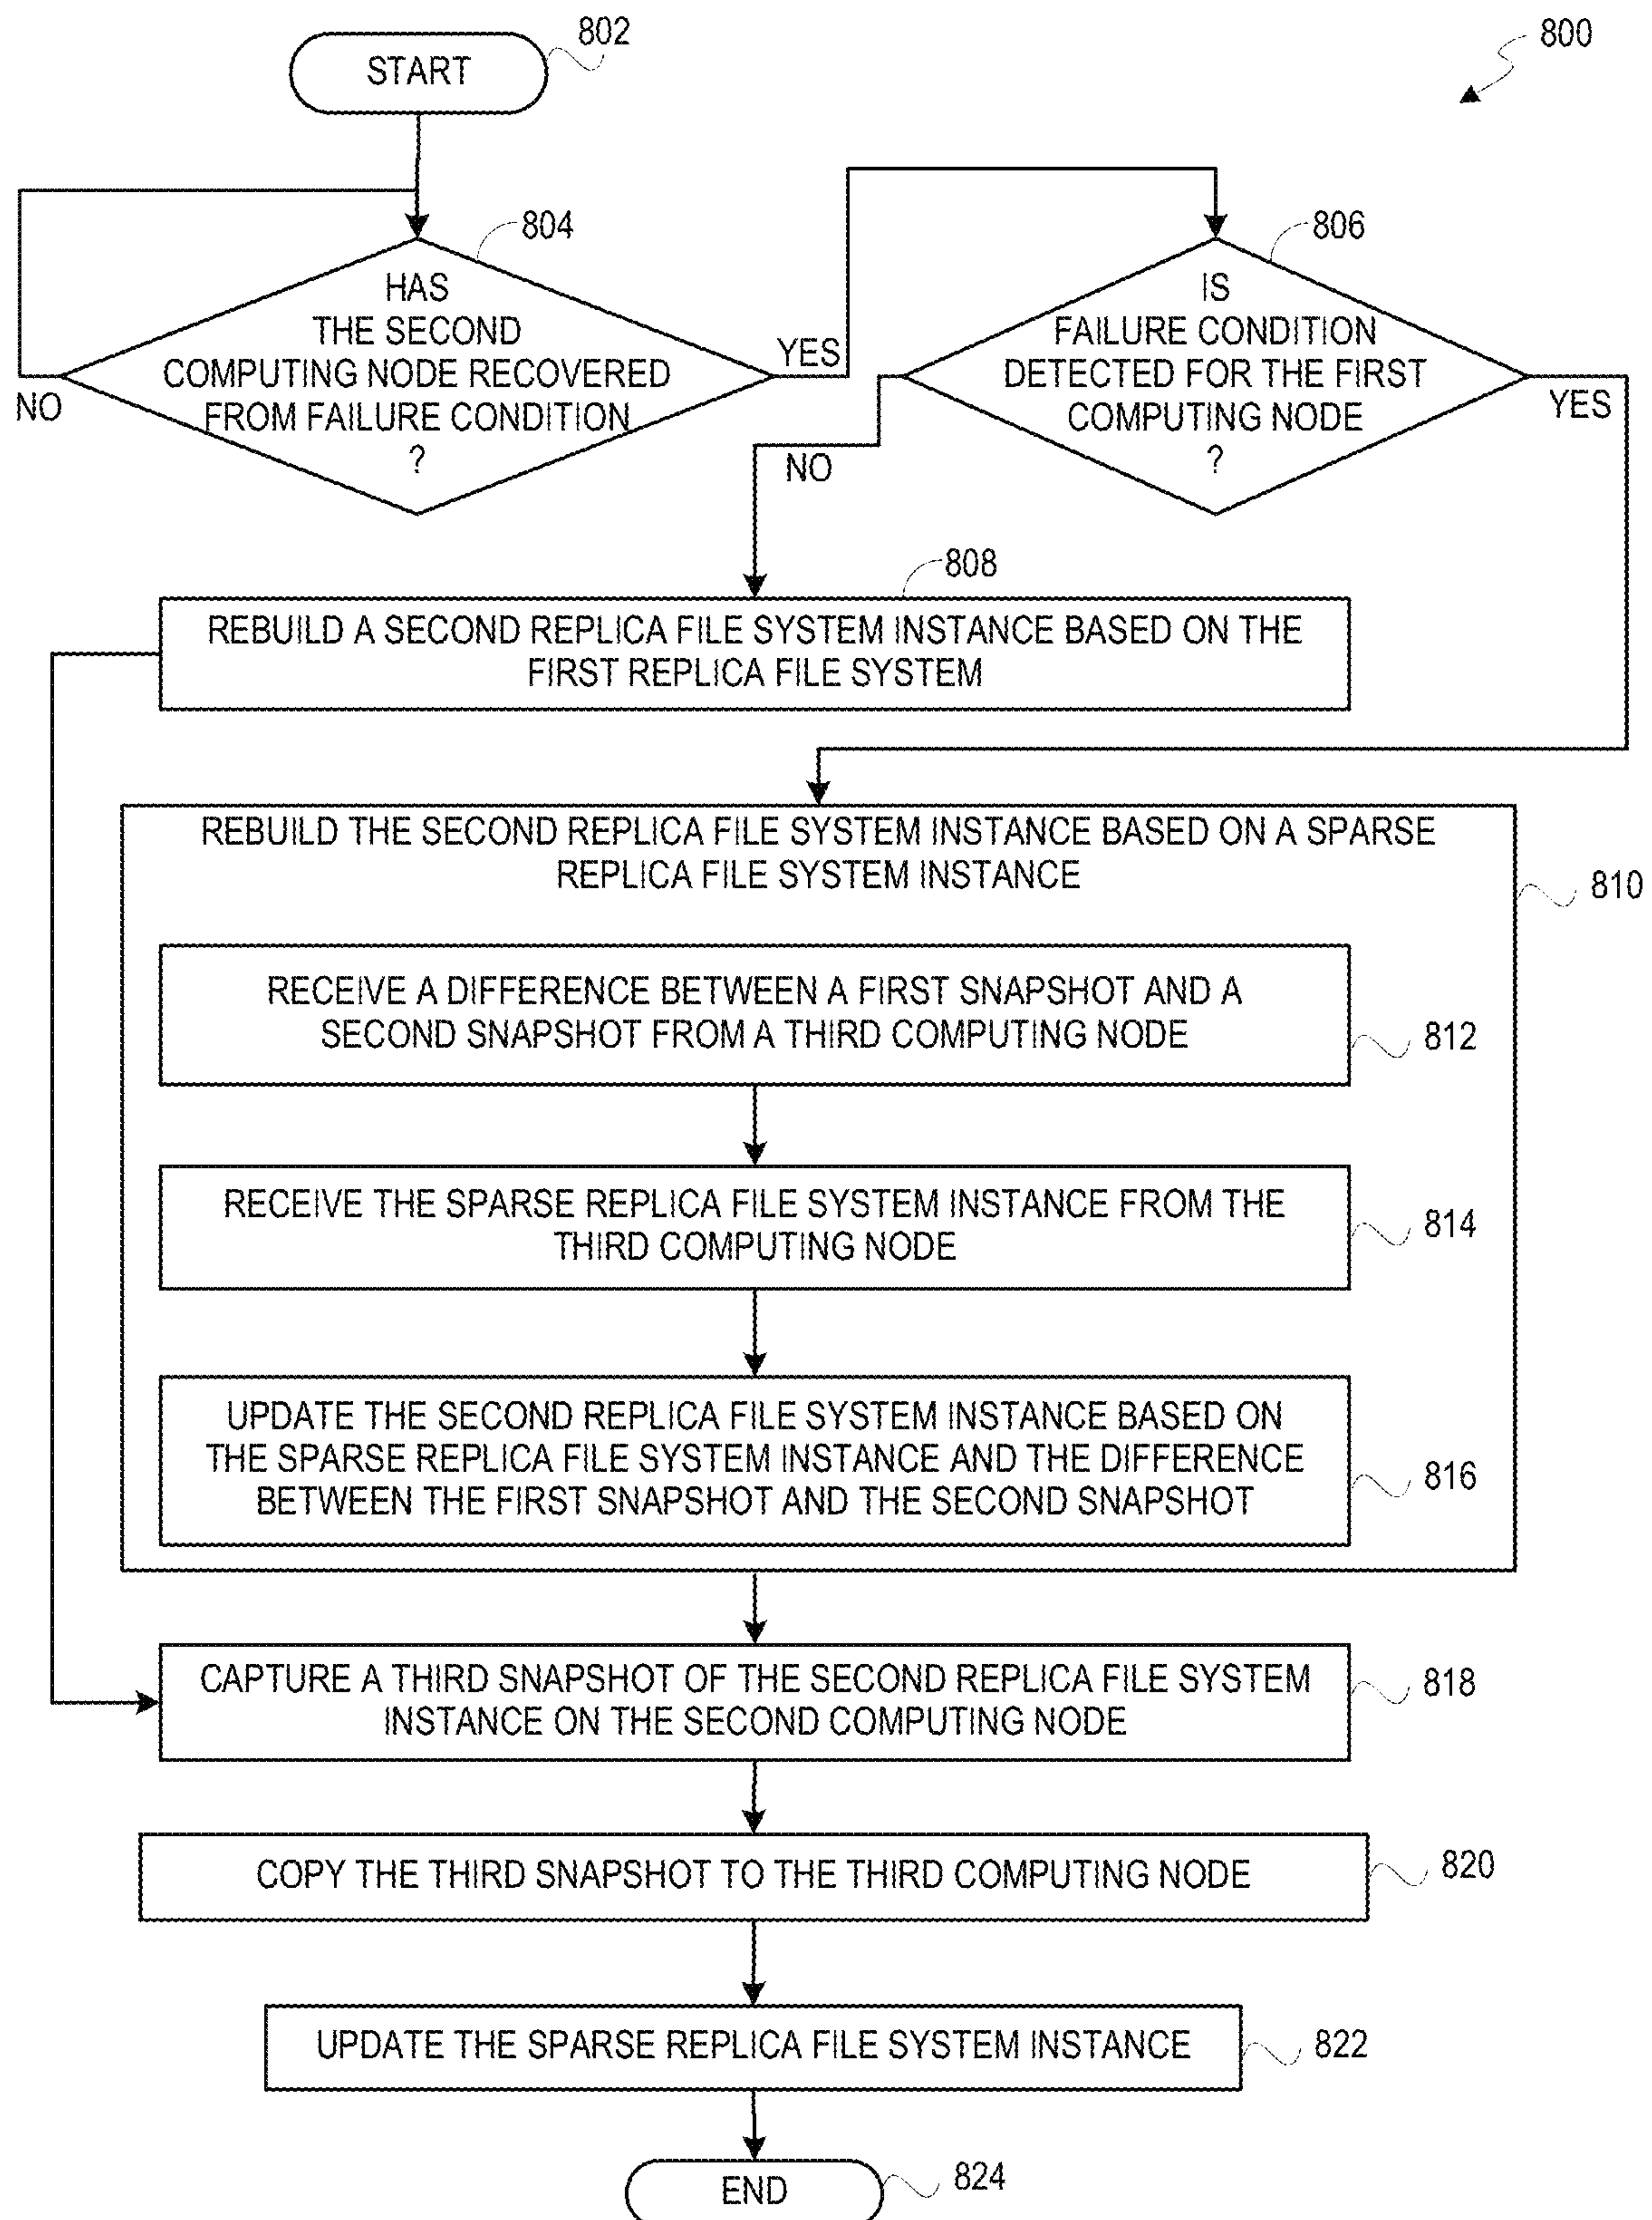 802
START
800
804
HAS
THE SECOND
COMPUTING NODE RECOVERED
FROM FAILURE CONDITION
?
NO
YES
806
IS
FAILURE CONDITION
DETECTED FOR THE FIRST
COMPUTING NODE
?
NO
YES
808
REBUILD A SECOND REPLICA FILE SYSTEM INSTANCE BASED ON THE
FIRST REPLICA FILE SYSTEM
REBUILD THE SECOND REPLICA FILE SYSTEM INSTANCE BASED ON A SPARSE
REPLICA FILE SYSTEM INSTANCE
810
RECEIVE A DIFFERENCE BETWEEN A FIRST SNAPSHOT AND A
SECOND SNAPSHOT FROM A THIRD COMPUTING NODE
812
RECEIVE THE SPARSE REPLICA FILE SYSTEM INSTANCE FROM THE
THIRD COMPUTING NODE
814
UPDATE THE SECOND REPLICA FILE SYSTEM INSTANCE BASED ON
THE SPARSE REPLICA FILE SYSTEM INSTANCE AND THE DIFFERENCE
BETWEEN THE FIRST SNAPSHOT AND THE SECOND SNAPSHOT
816
CAPTURE A THIRD SNAPSHOT OF THE SECOND REPLICA FILE SYSTEM
INSTANCE ON THE SECOND COMPUTING NODE
818
COPY THE THIRD SNAPSHOT TO THE THIRD COMPUTING NODE
820
UPDATE THE SPARSE REPLICA FILE SYSTEM INSTANCE
822
END
824